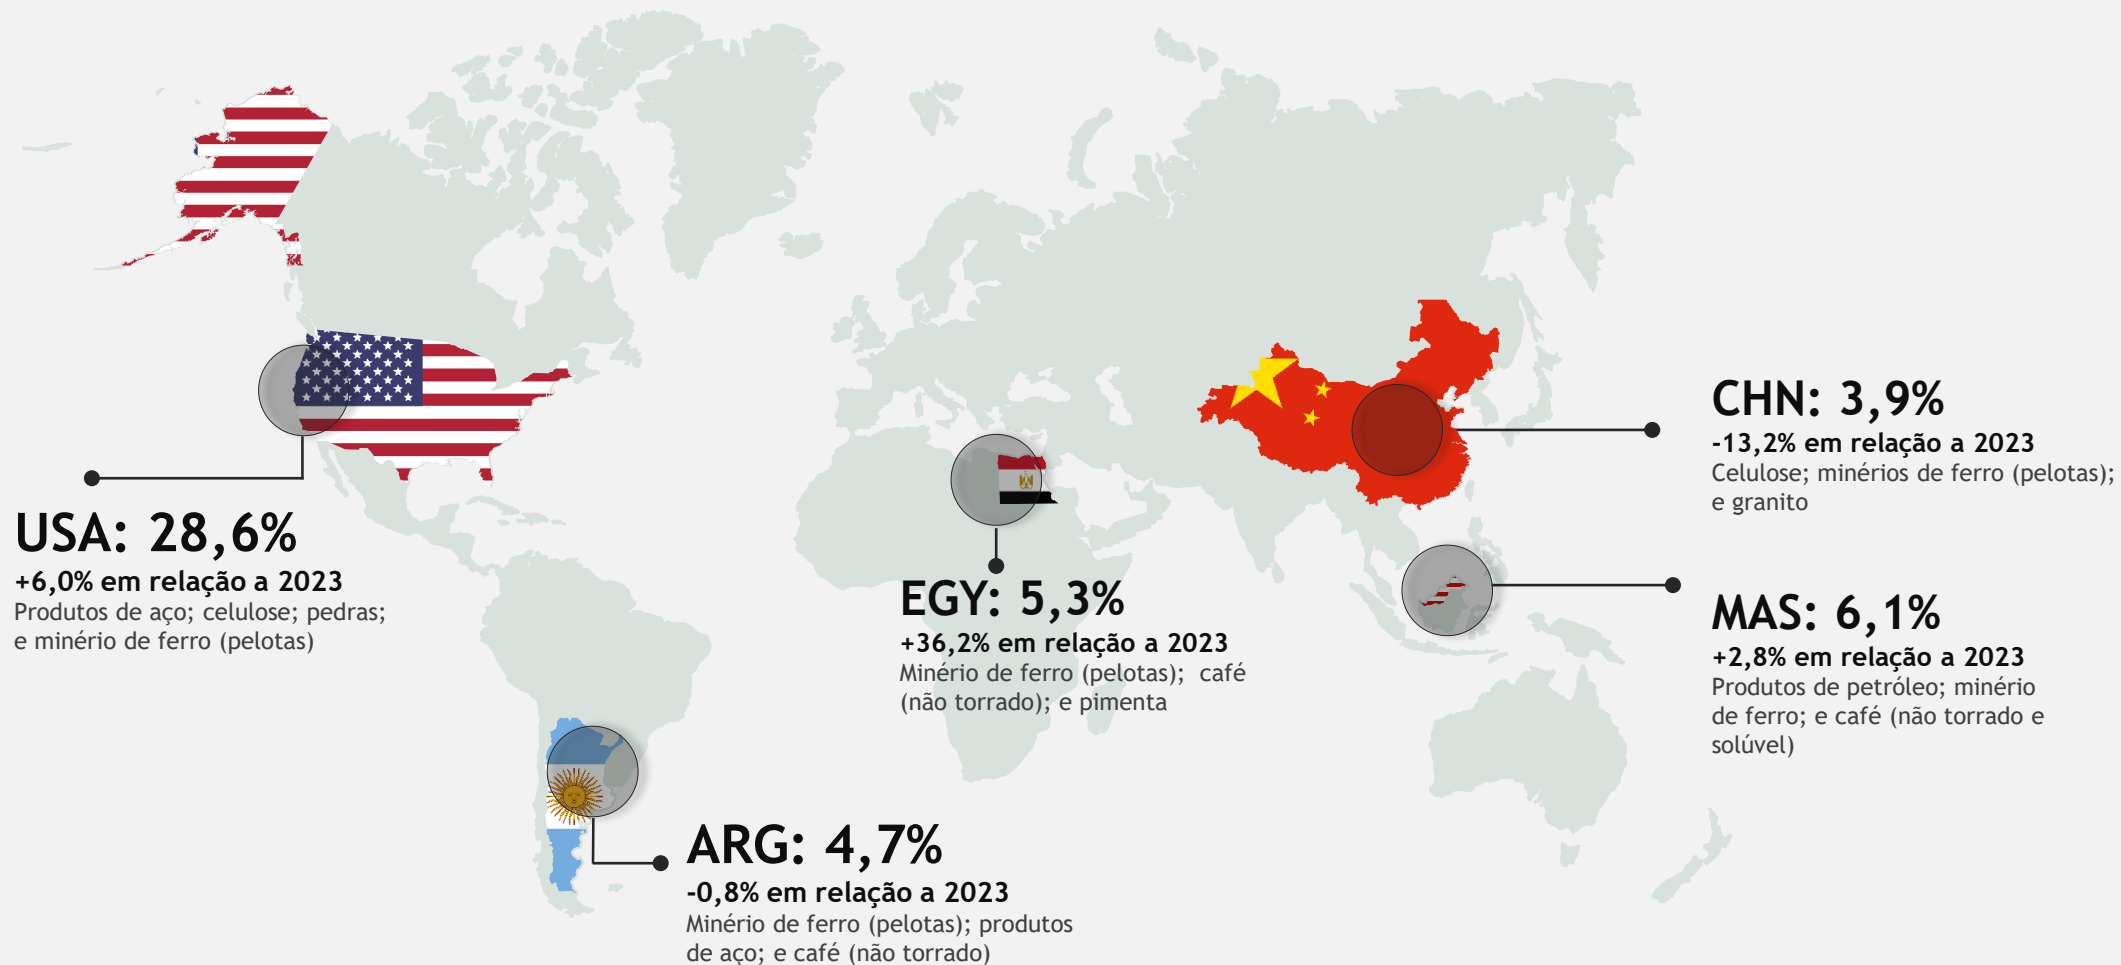 USA: 28,6%
+6,0% em relação a 2023
Produtos de aço; celulose; pedras;
e minério de ferro (pelotas)
ARG: 4,7%
-0,8% em relação a 2023
Minério de ferro (pelotas); produtos
de aço; e café (não torrado)
EGY: 5,3%
+36,2% em relação a 2023
Minério de ferro (pelotas); café
(não torrado); e pimenta
CHN: 3,9%
-13,2% em relação a 2023
Celulose; minérios de ferro (pelotas);
e granito
MAS: 6,1%
+2,8% em relação a 2023
Produtos de petróleo; minério
de ferro; e café (não torrado e
solúvel)